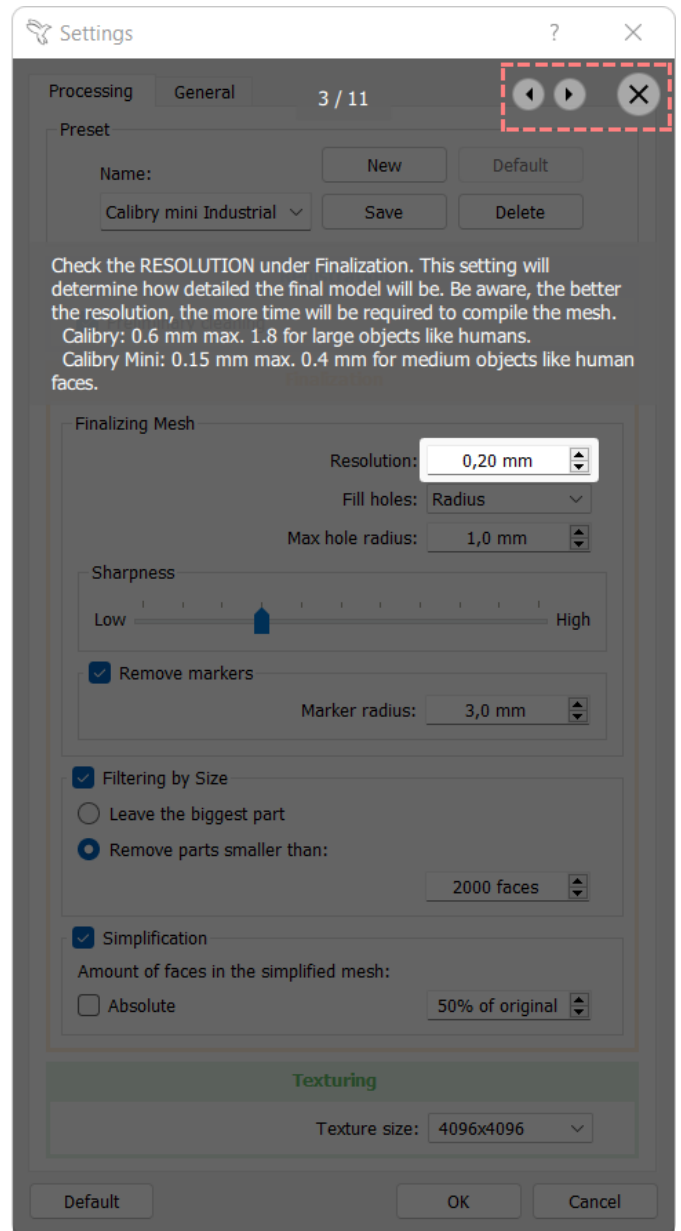 Settings
?
Processing General 3 / 11
Preset
New Default
Name:
Calibry mini Industrial Save Delete
Check the RESOLUTION under Finalization. This setting will
determine how detailed the final model will be. Be aware, the better
the resolution, the more time will be required to compile the mesh.
Calibry: 0.6 mm max. 1.8 for large objects like humans.
Calibry Mini: 0.15 mm max. 0.4 mm for medium objects like human
faces.
Finalizing Mesh
Resolution: 0,20 mm
Fill holes: Radius
Max hole radius: 1,0 mm
Sharpness
Low High
Remove markers
Marker radius: 3,0 mm
Filtering by Size
Leave the biggest part
Remove parts smaller than:
2000 faces
Simplification
Amount of faces in the simplified mesh:
Absolute 50% of original
Texturing
Texture size: 4096x4096
Default OK Cancel